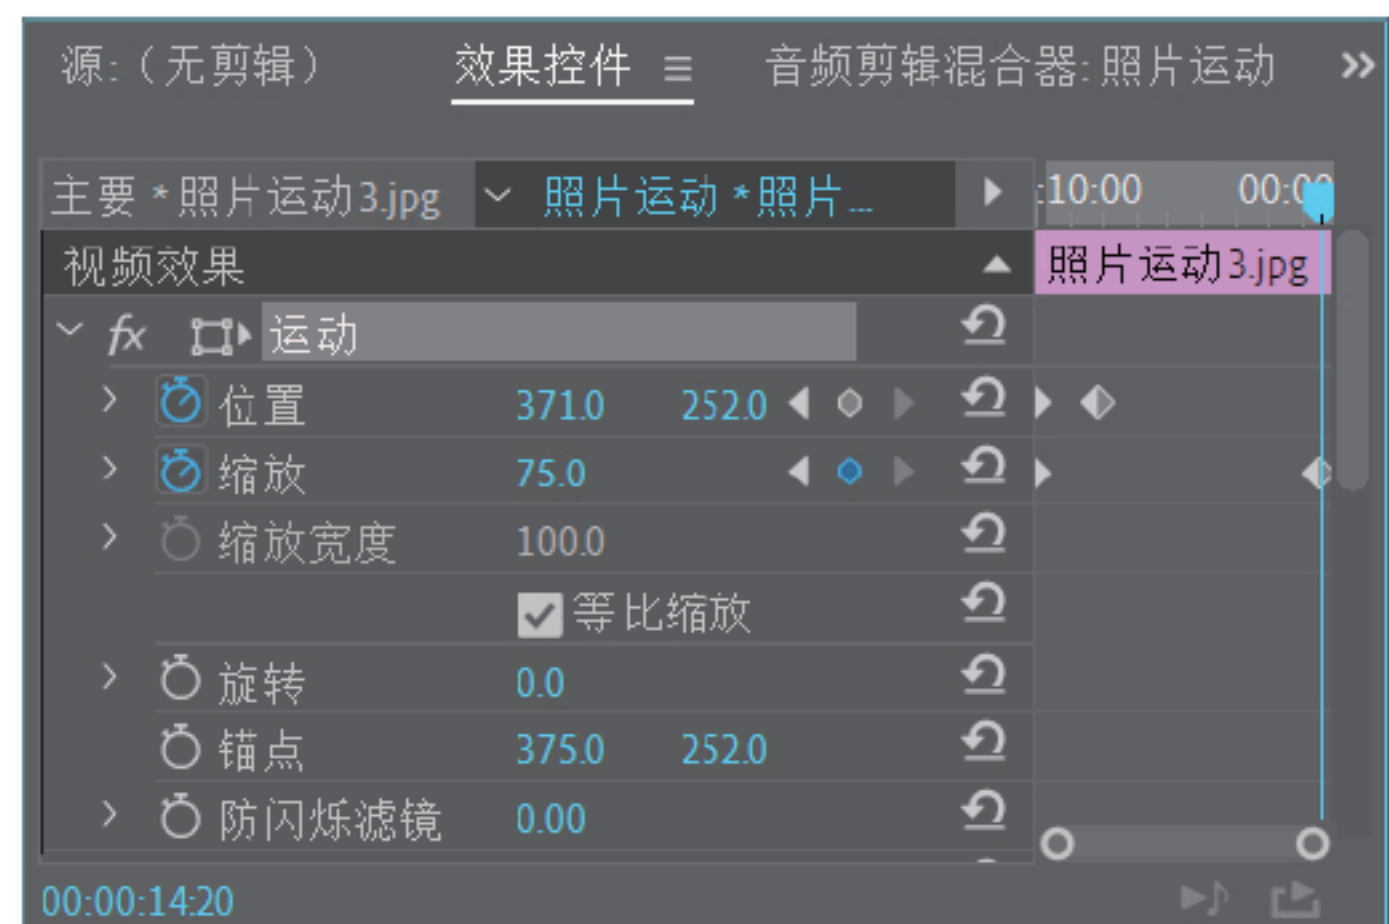 源:（无剪辑） 效果控件 ≡ 音频剪辑混合器:照片运动 »
主要*照片运动3.jpg 照片运动*照片... :10:00 00:00
视频效果 照片运动3.jpg
fx 运动
位置 371.0 252.0
缩放 75.0
缩放宽度 100.0
等比缩放
旋转 0.0
锚点 375.0 252.0
防闪烁滤镜 0.00
00:00:14:20